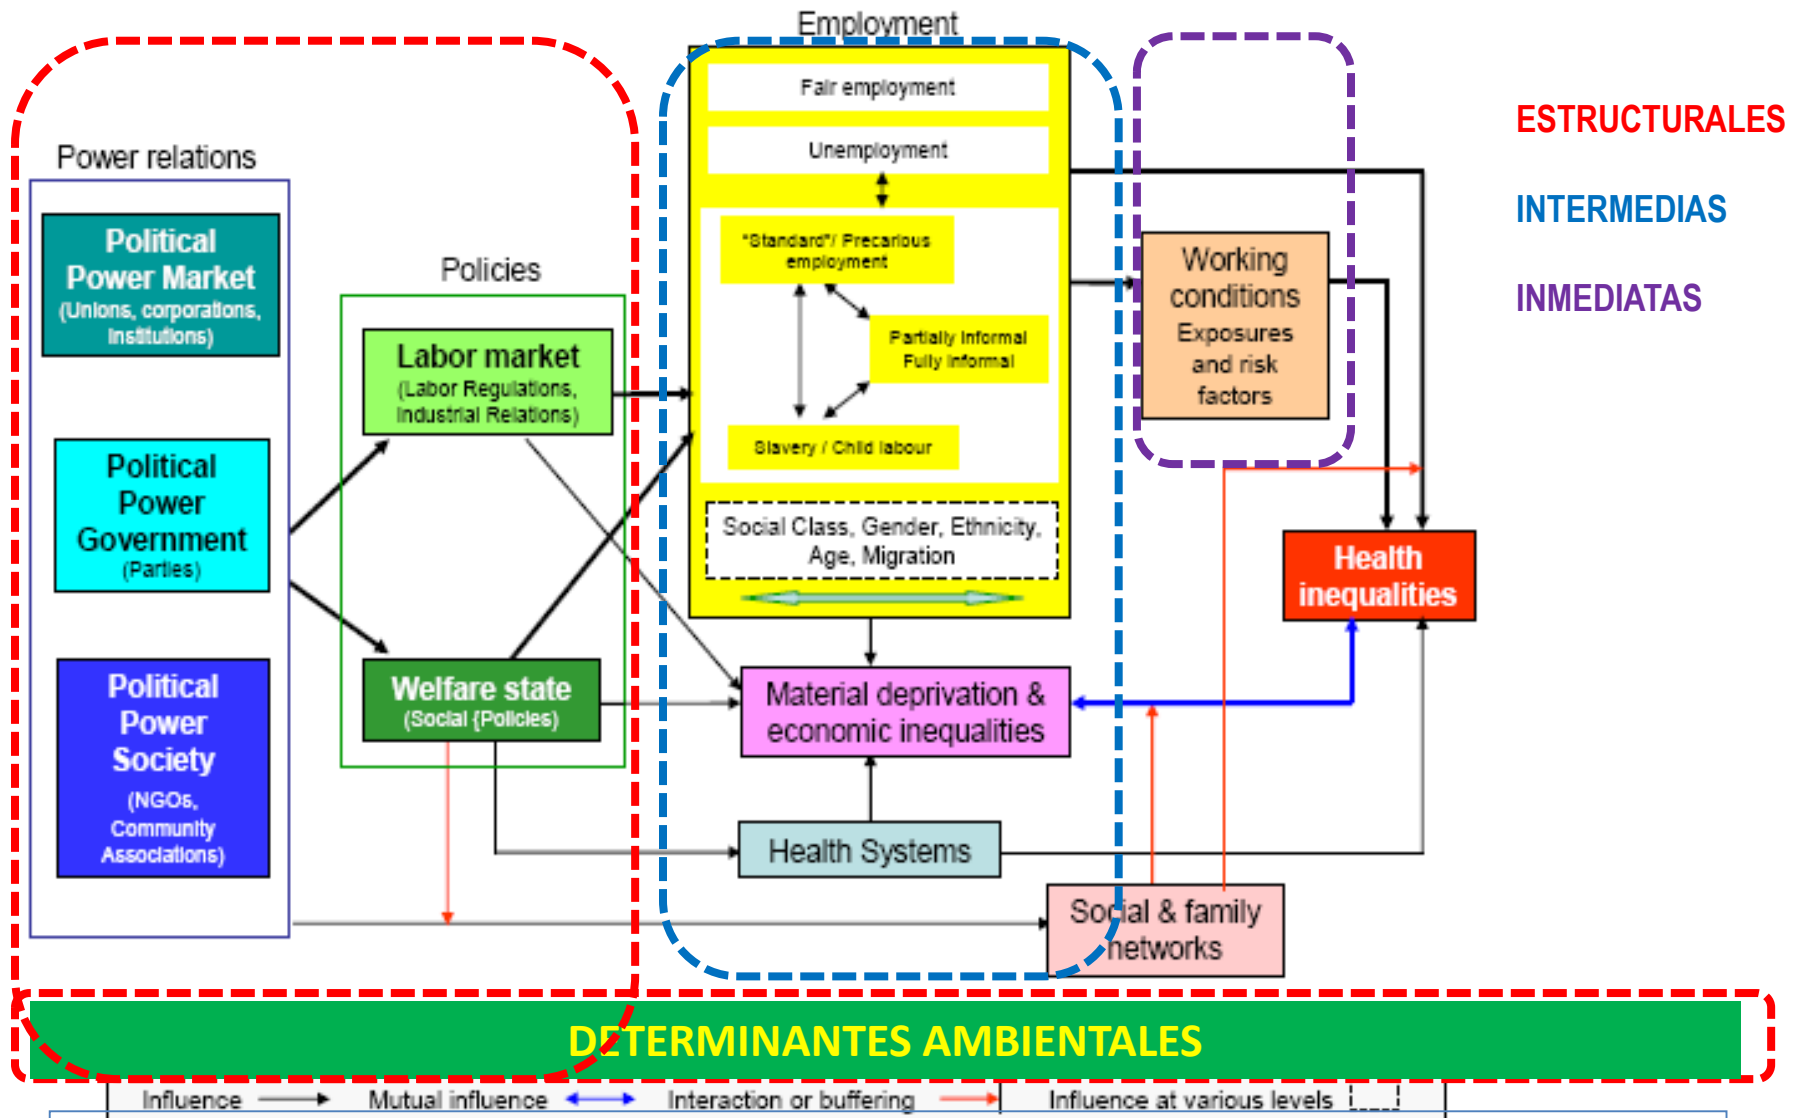 Employment
Fair employment
Unemployment
"Standard"/ Precarious
employment
Partially Informal
Fully Informal
Slavery / Child labour
Social Class, Gender, Ethnicity,
Age, Migration
Power relations
Political
Power Market
(Unions, corporations,
Institutions)
Political
Power
Government
(Parties)
Political
Power
Society
(NGOs,
Community
Associations)
Policies
Labor market
(Labor Regulations,
Industrial Relations)
Welfare state
(Social {Policies)
Material deprivation &
economic inequalities
Health Systems
Social & family
networks
Working
conditions
Exposures
and risk
factors
Health
inequalities
ESTRUCTURALES
INTERMEDIAS
INMEDIATAS
DETERMINANTES AMBIENTALES
Influence
Mutual influence
Interaction or buffering
Influence at various levels